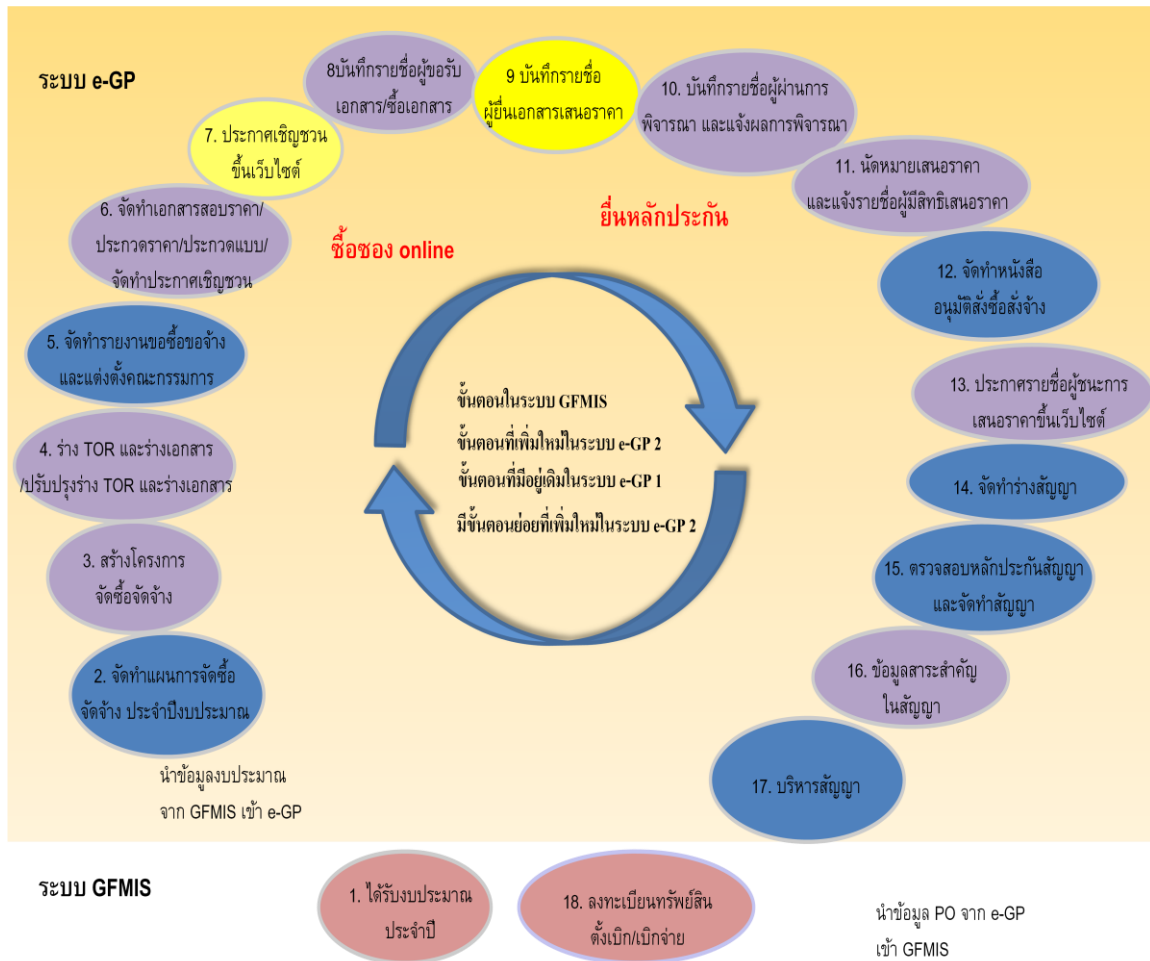 ระบบ e-GP
8บันทึกรายชื่อผู้ขอรับ
เอกสาร/ซื้อเอกสาร
9 บันทึกรายชื่อ
ผู้ยื่นเอกสารเสนอราคา
10. บันทึกรายชื่อผู้ผ่านการ
พิจารณา และแจ้งผลการพิจารณา
7. ประกาศเชิญชวน
ขึ้นเว็บไซต์
11. นัดหมายเสนอราคา
และแจ้งรายชื่อผู้มีสิทธิเสนอราคา
6. จัดทำเอกสารสอบราคา/
ประกวดราคา/ประกวดแบบ/
จัดทำประกาศเชิญชวน
ซื้อซอง online
ยื่นหลักประกัน
12. จัดทำหนังสือ
อนุมัติสั่งซื้อสั่งจ้าง
5. จัดทำรายงานขอซื้อขอจ้าง
และแต่งตั้งคณะกรรมการ
13. ประกาศรายชื่อผู้ชนะการ
เสนอราคาขึ้นเว็บไซต์
ขั้นตอนในระบบ GFMIS
ขั้นตอนที่เพิ่มใหม่ในระบบ e-GP 2
ขั้นตอนที่มีอยู่เดิมในระบบ e-GP 1
มีขั้นตอนย่อยที่เพิ่มใหม่ในระบบ e-GP 2
4. ร่าง TOR และร่างเอกสาร
/ปรับปรุงร่าง TOR และร่างเอกสาร
14. จัดทำร่างสัญญา
3. สร้างโครงการ
จัดซื้อจัดจ้าง
15. ตรวจสอบหลักประกันสัญญา
และจัดทำสัญญา
2. จัดทำแผนการจัดซื้อ
จัดจ้าง ประจำปีงบประมาณ
16. ข้อมูลสาระสำคัญ
ในสัญญา
นำข้อมูลงบประมาณ
จาก GFMIS เข้า e-GP
17. บริหารสัญญา
ระบบ GFMIS
1. ได้รับงบประมาณ
ประจำปี
18. ลงทะเบียนทรัพย์สิน
ตั้งเบิก/เบิกจ่าย
นำข้อมูล PO จาก e-GP
เข้า GFMIS